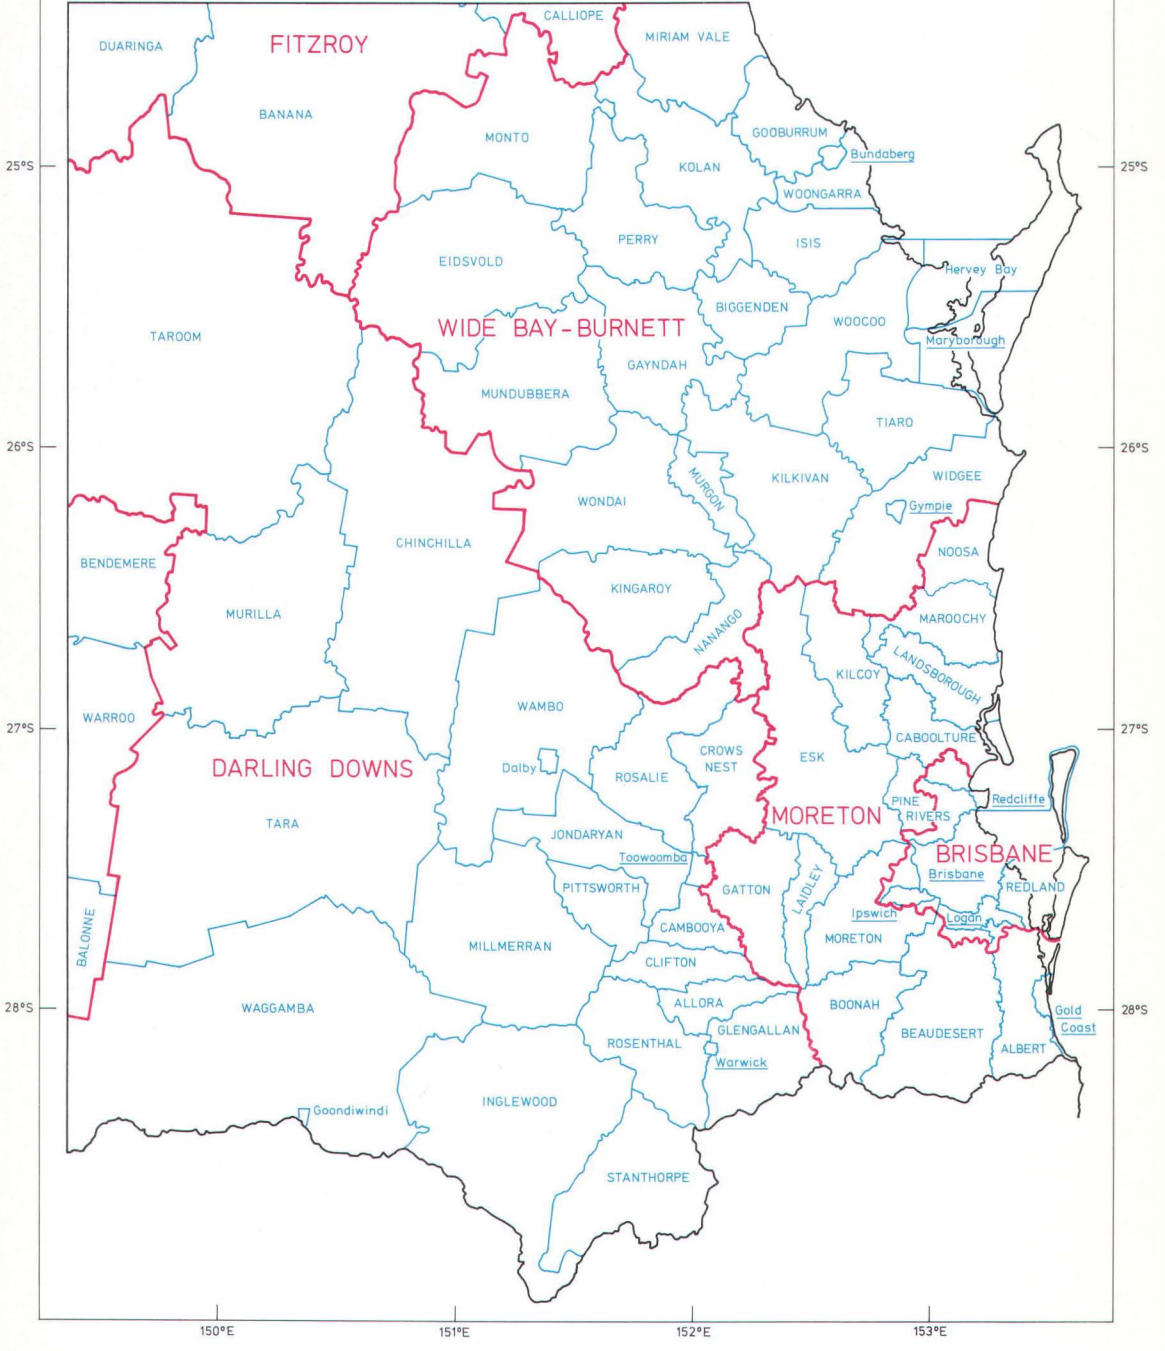 CALLIOPE
DUARINGA
FITZROY
MIRIAM VALE
BANANA
MONTO
GOOBURRUM
Bundaberg
25°S
25°S
KOLAN
WOONGARRA
PERRY
ISIS
EIDSVOLD
Hervey Bay
BIGGENDEN
WOOCOO
WIDE BAY-BURNETT
TAROOM
Maryborough
GAYNDAH
MUNDUBBERA
TIARO
26°S
26°S
WIDGEE
KILKIVAN
MURGON
WONDAI
Gympie
CHINCHILLA
NOOSA
BENDEMERE
KINGAROY
MURILLA
MAROOCHY
NANANGO
LANDSBOROUGH
KILCOY
WAMBO
WARROO
27°S
27°S
CABOOLTURE
CROWS
NEST
ESK
Dalby
DARLING DOWNS
ROSALIE
PINE
RIVERS
Redcliffe
MORETON
TARA
JONDARYAN
BRISBANE
Toowoomba
Brisbane
PITTSWORTH
GATTON
LAIDLEY
REDLAND
Ipswich
Logan
CAMBOOYA
BALONNE
MORETON
MILLMERRAN
CLIFTON
28°S
28°S
WAGGAMBA
ALLORA
BOONAH
Gold
Coast
GLENGALLAN
BEAUDESERT
ROSENTHAL
ALBERT
Warwick
INGLEWOOD
Goondiwindi
STANTHORPE
150°E
151°E
152°E
153°E